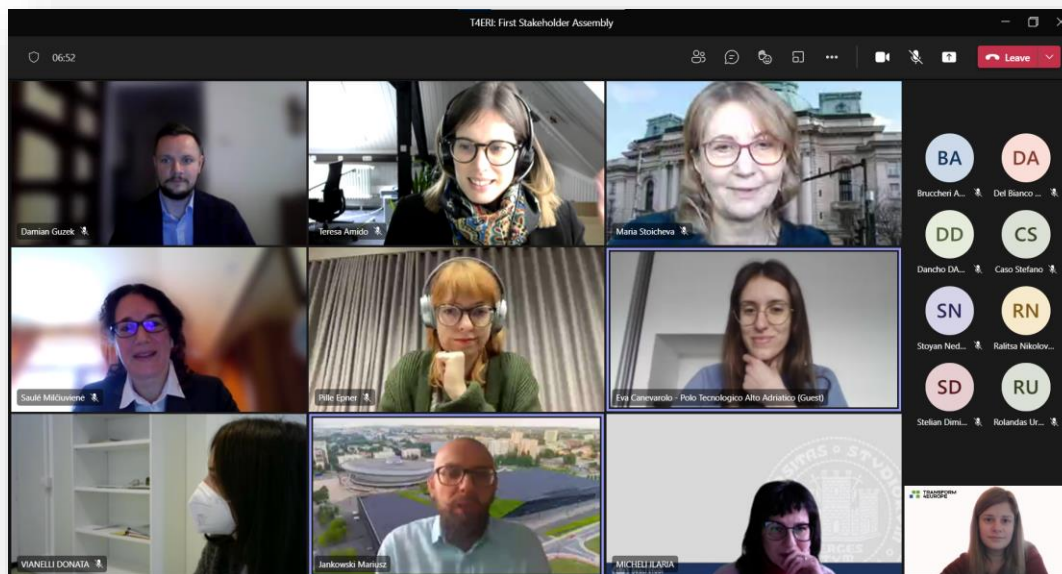 T4ERI: First Stakeholder Assembly
06:52
Leave
Damian Guzek
Teresa Amido
Maria Stoicheva
BA
DA
Bruccheri A...
Del Bianco ...
DD
CS
Dancho DA...
Caso Stefano
Saulė Milčiuvienė
Pille Epner
Eva Canevarolo - Polo Tecnologico Alto Adriatico (Guest)
SN
RN
Stoyan Ned...
Ralitsa Nikolov...
SD
RU
Stelian Dimi...
Rolandas Ur...
VIANELLI DONATA
Jankowski Mariusz
MICHELI ILARIA
TRANSFORM
4EUROPE